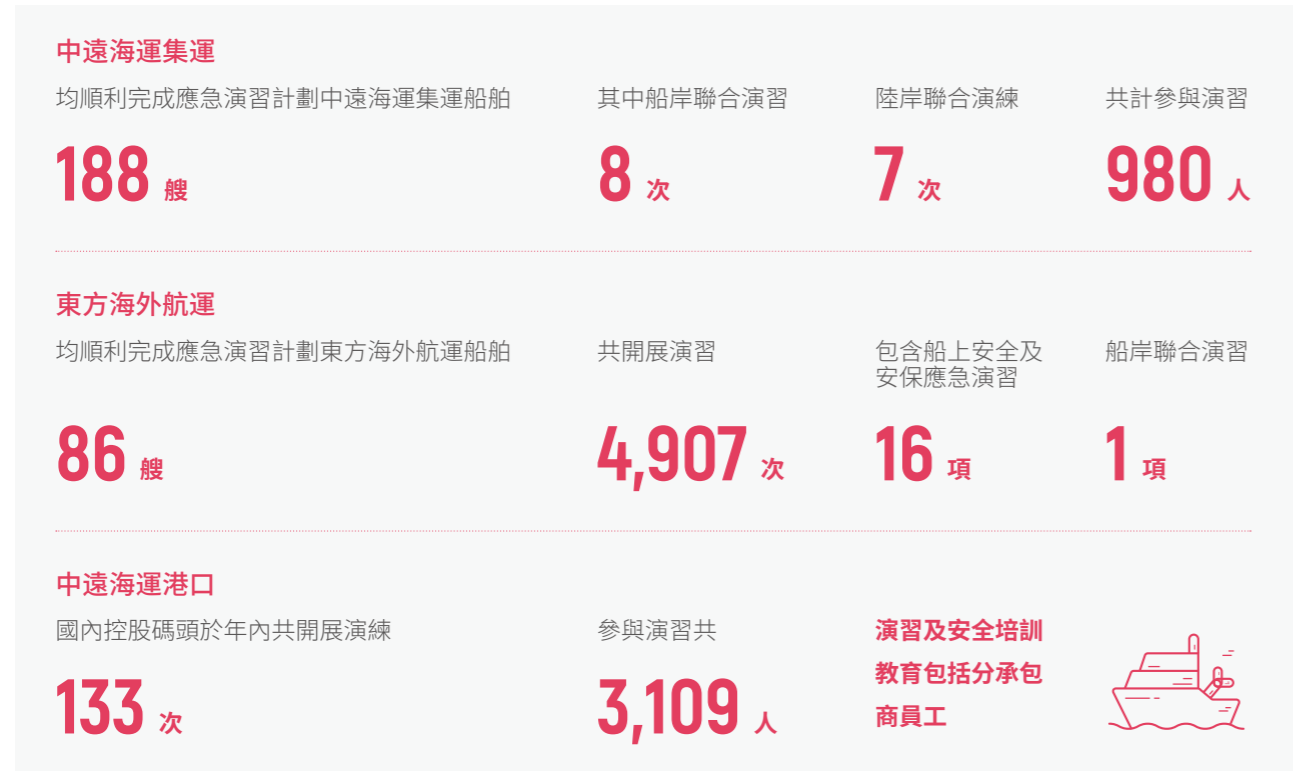 中遠海運集運
均順利完成應急演習計劃中遠海運集運船舶
其中船岸聯合演習
陸岸聯合演練
共計參與演習
188 艘
8 次
7 次
980 人
東方海外航運
均順利完成應急演習計劃東方海外航運船舶
共開展演習
包含船上安全及
安保應急演習
船岸聯合演習
86 艘
4,907 次
16 項
1 項
中遠海運港口
國內控股碼頭於年內共開展演練
參與演習共
133 次
3,109 人
演習及安全培訓
教育包括分承包
商員工